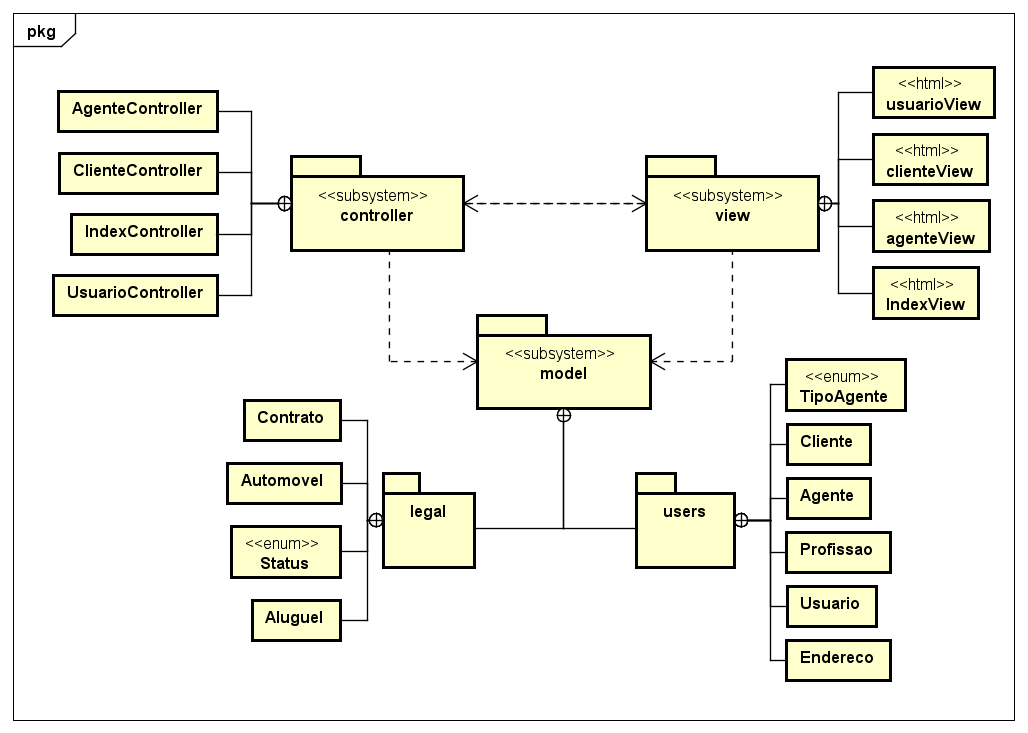 pkg
AgenteController
ClienteController
IndexController
UsuarioController
<<subsystem>>
controller
<<subsystem>>
view
<<html>>
usuarioView
<<html>>
clienteView
<<html>>
agenteView
<<html>>
IndexView
<<subsystem>>
model
Contrato
Automovel
<<enum>>
Status
Aluguel
legal
users
<<enum>>
TipoAgente
Cliente
Agente
Profissao
Usuario
Endereco